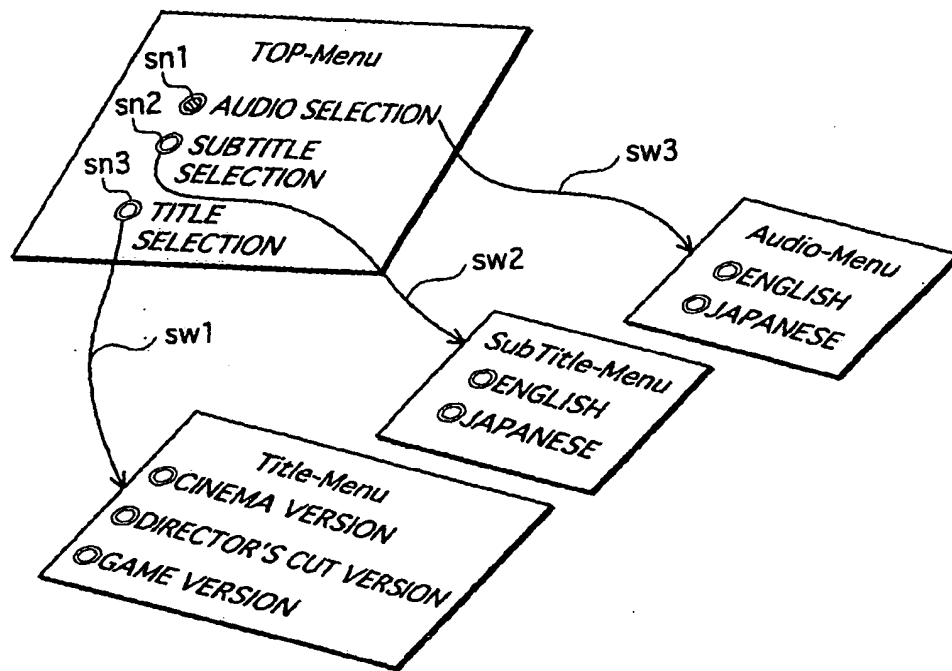 TOP-Menu
sn1
AUDIO SELECTION
sn2
SUBTITLE
SELECTION
sn3
TITLE
SELECTION
sw3
Audio-Menu
ENGLISH
JAPANESE
sw2
SubTitle-Menu
ENGLISH
JAPANESE
sw1
Title-Menu
CINEMA VERSION
DIRECTOR'S CUT VERSION
GAME VERSION